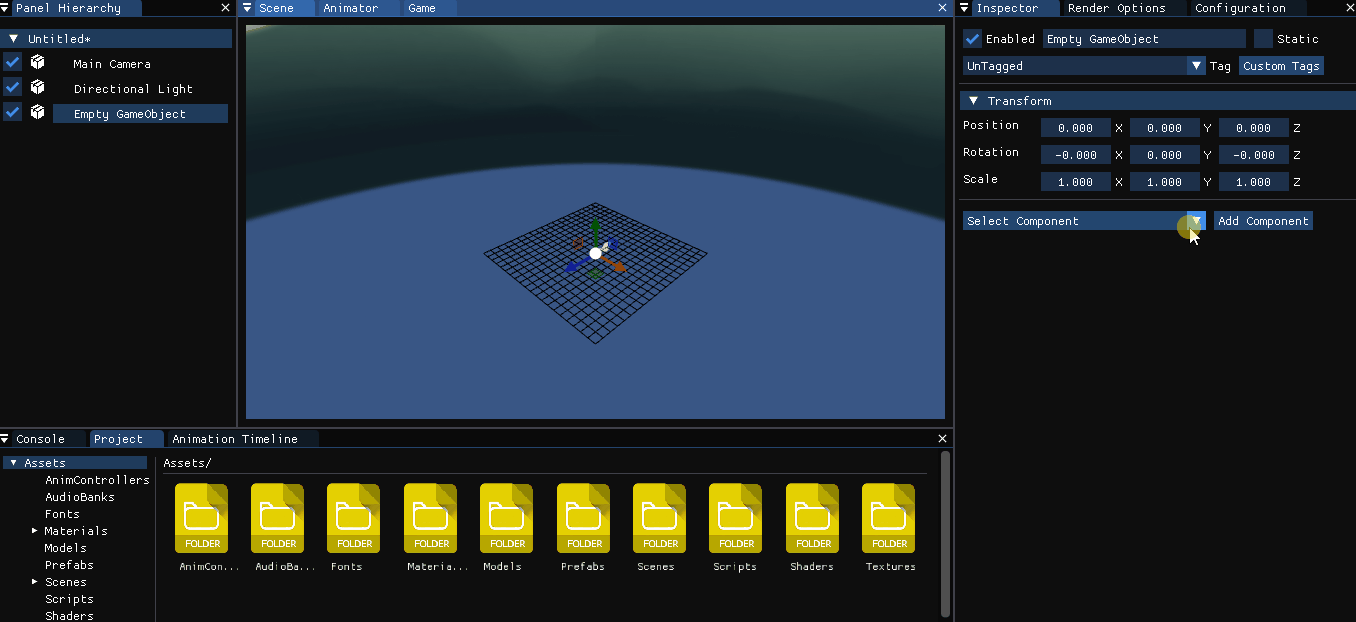 Panel Hierarchy
Untitled*
Main Camera
Directional Light
Empty GameObject
Scene Animator Game
Inspector Render Options Configuration
Enabled Empty GameObject Static
UnTagged Tag Custom Tags
Transform
Position 0.000 X 0.000 Y 0.000 Z
Rotation -0.000 X 0.000 Y -0.000 Z
Scale 1.000 X 1.000 Y 1.000 Z
Select Component Add Component
Console Project Animation Timeline
Assets
AnimControllers
AudioBanks
Fonts
Materials
Models
Prefabs
Scenes
Scripts
Shaders
Assets/
FOLDER FOLDER FOLDER FOLDER FOLDER FOLDER FOLDER FOLDER FOLDER FOLDER
AnimCon... AudioBa... Fonts Materia... Models Prefabs Scenes Scripts Shaders Textures